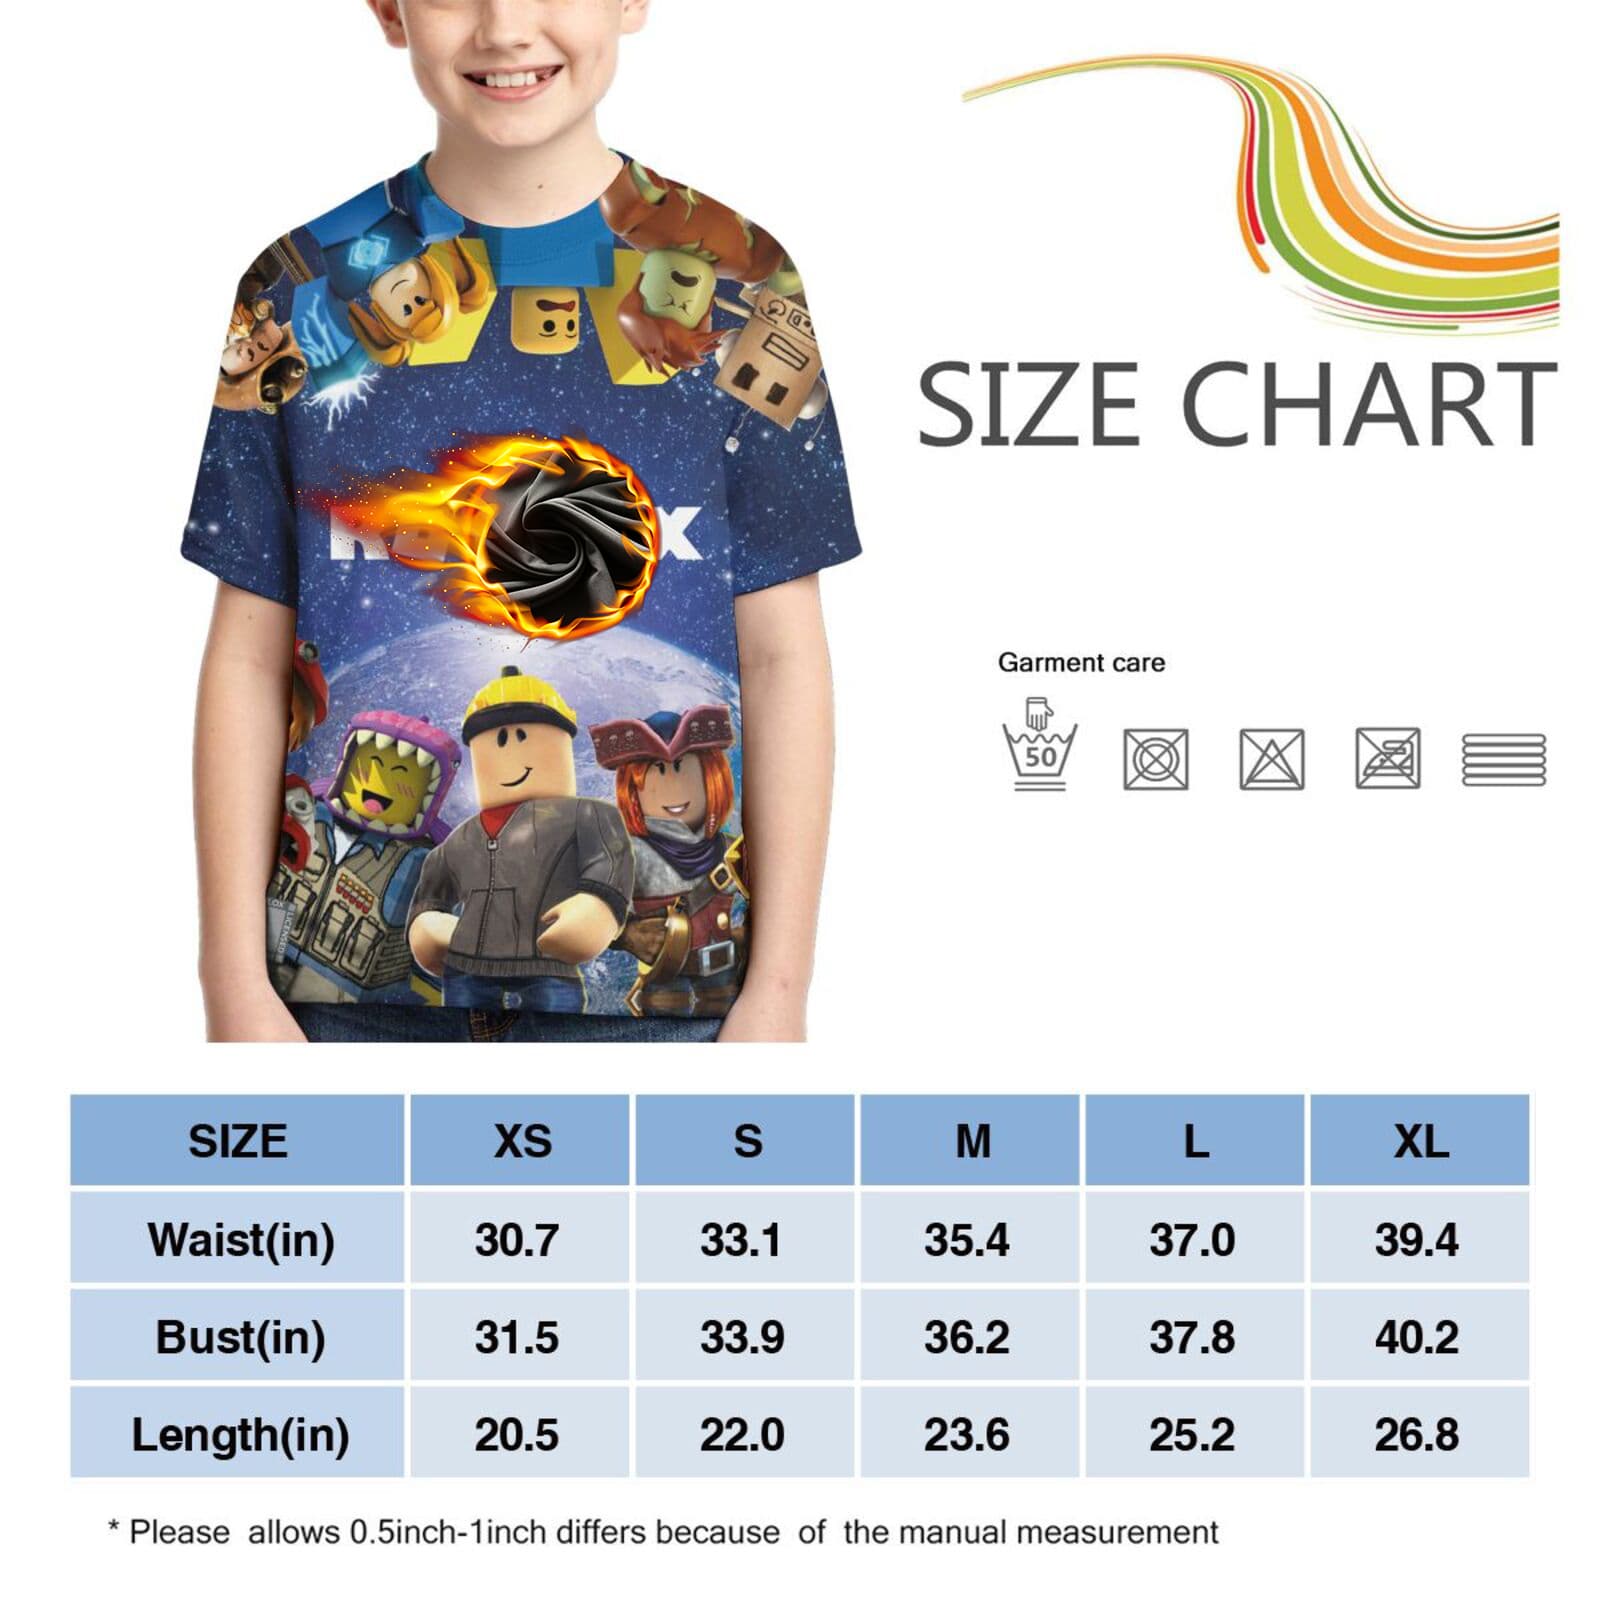 SIZE CHART
Garment care
50
SIZE XS S M L XL
Waist(in) 30.7 33.1 35.4 37.0 39.4
Bust(in) 31.5 33.9 36.2 37.8 40.2
Length(in) 20.5 22.0 23.6 25.2 26.8
* Please allows 0.5inch-1inch differs because of the manual measurement